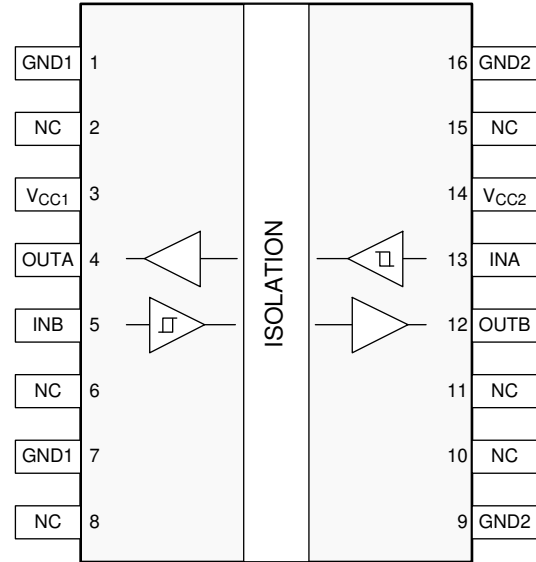 GND1 1 16 GND2
NC 2 15 NC
VCC1 3 14 VCC2
OUTA 4 13 INA
INB 5 12 OUTB
NC 6 11 NC
GND1 7 10 NC
NC 8 9 GND2
ISOLATION